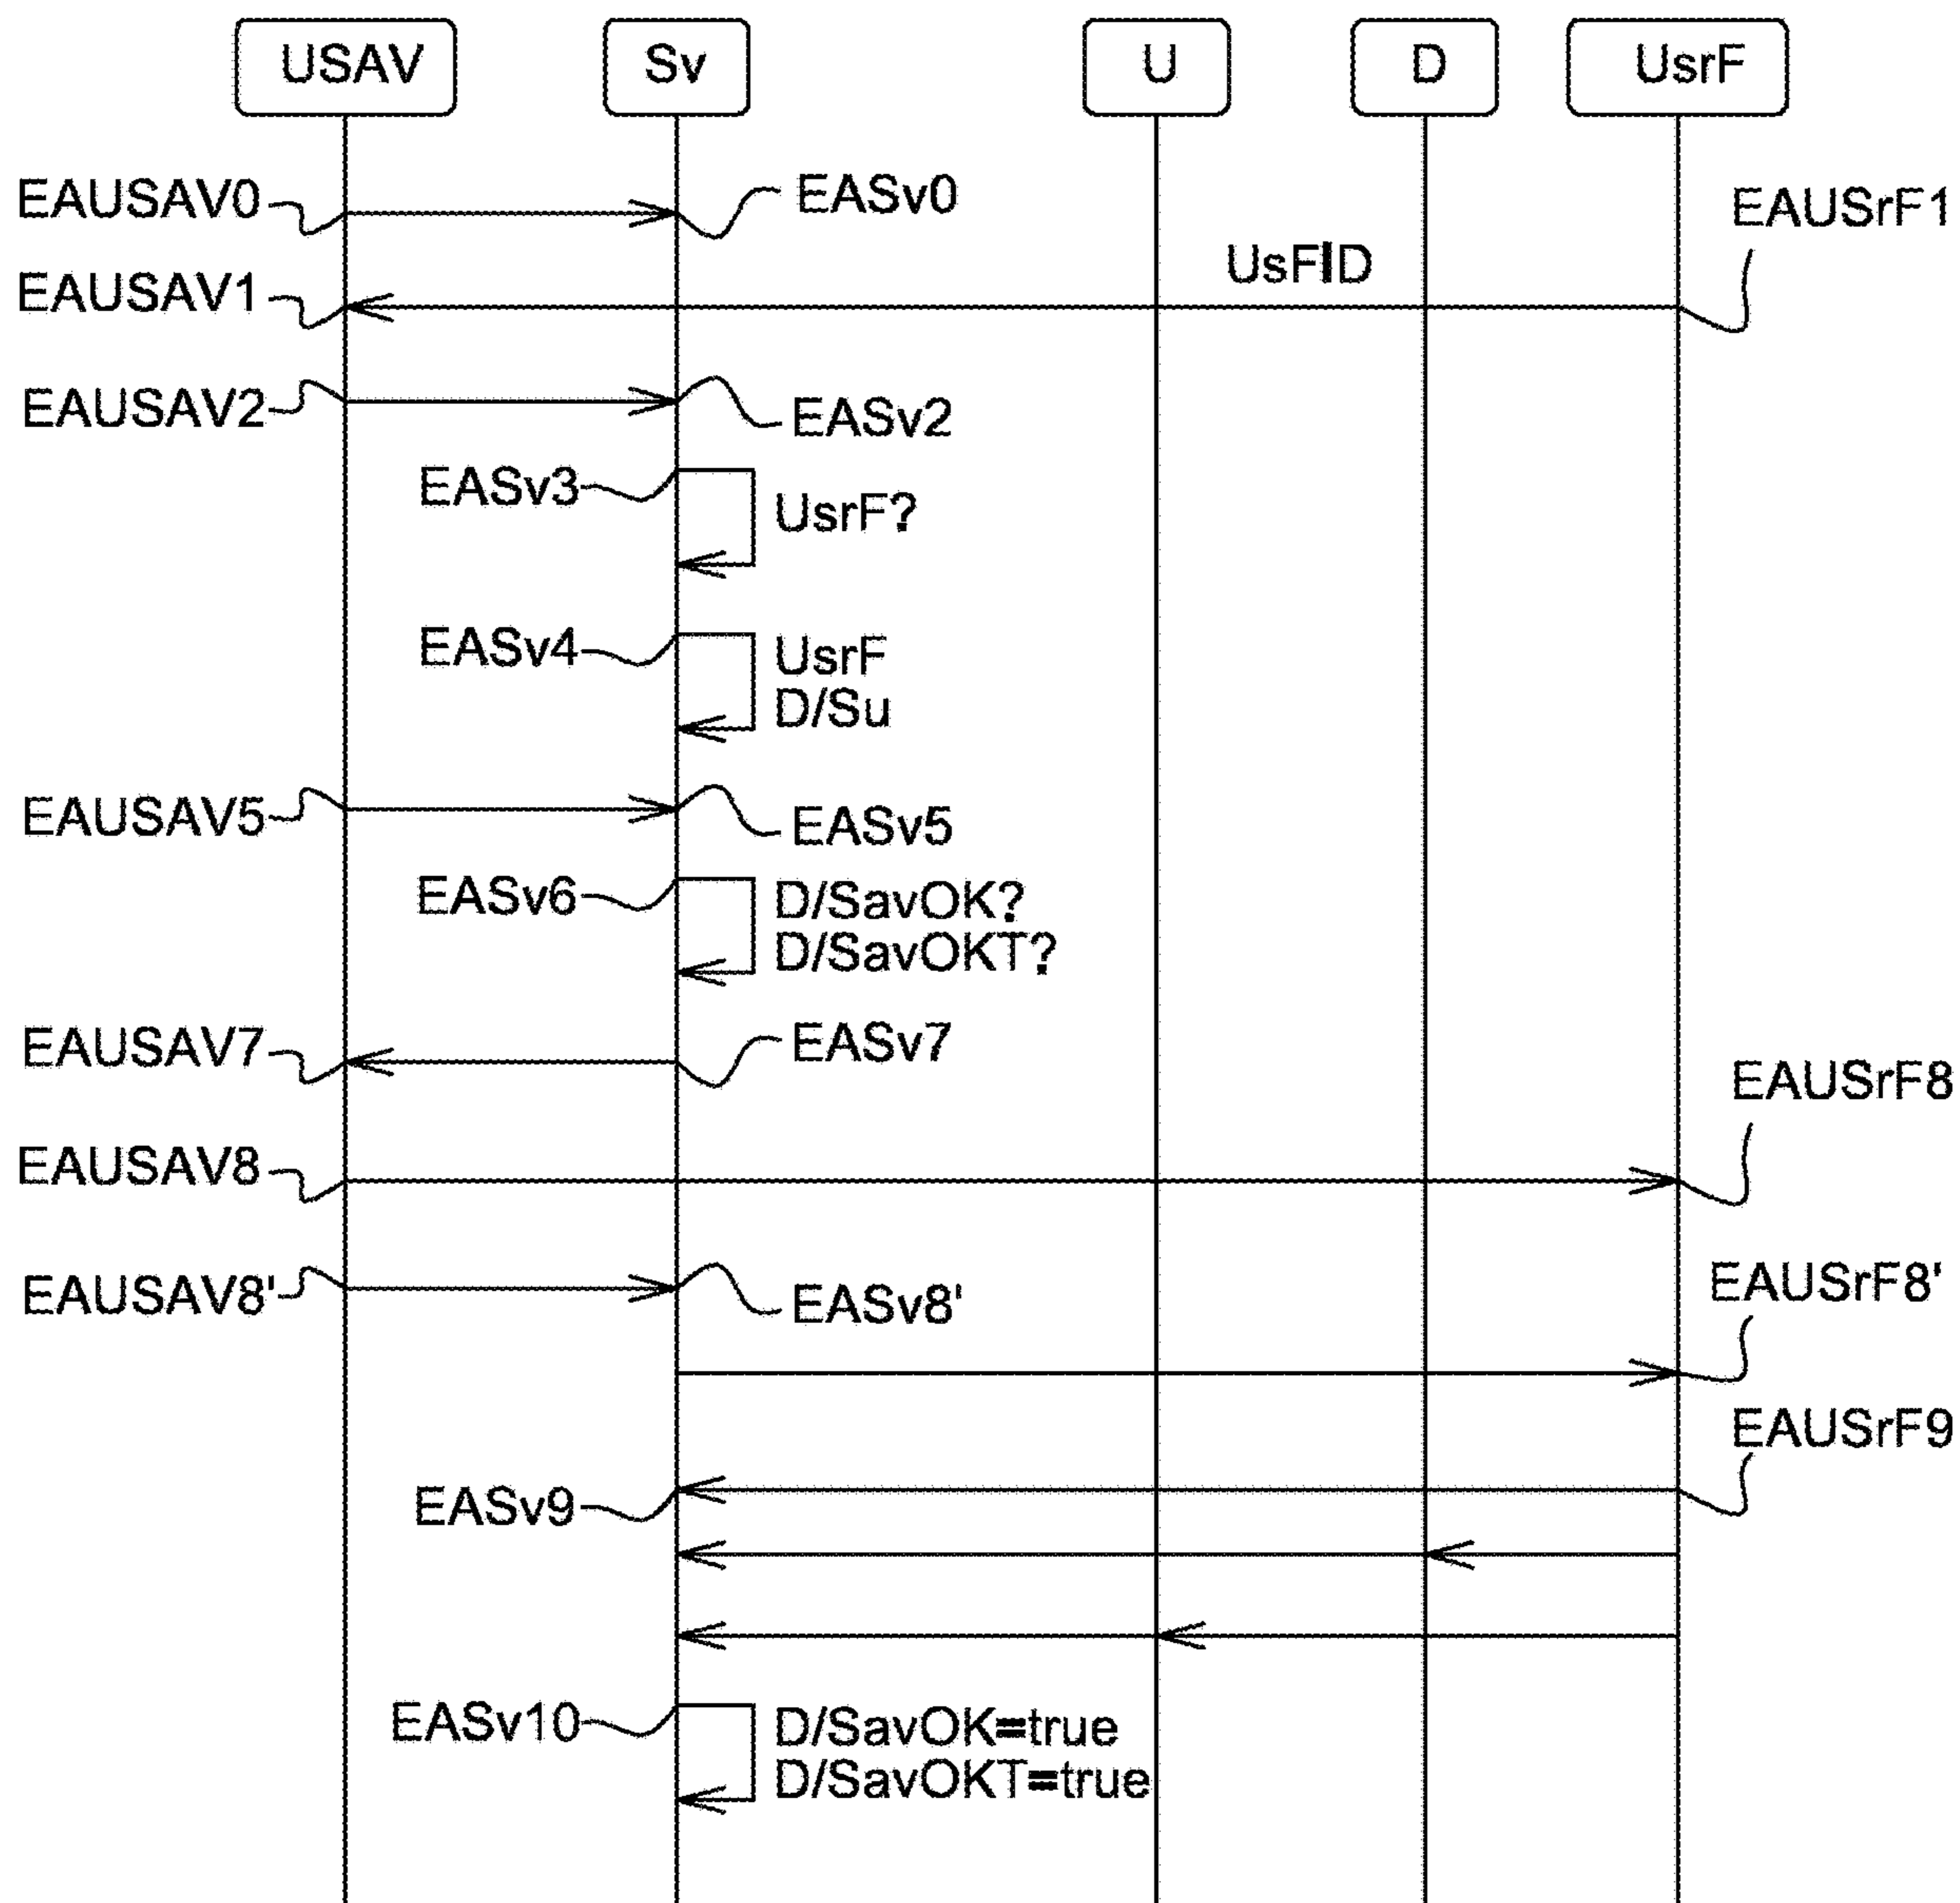 USAV
Sv
U
D
UsrF
EAUSAV0
EASv0
EAUSrF1
UsFID
EAUSAV1
EAUSAV2
EASv2
EASv3
UsrF?
EASv4
UsrF
D/Su
EAUSAV5
EASv5
EASv6
D/SavOK?
D/SavOKT?
EAUSAV7
EASv7
EAUSrF8
EAUSAV8
EAUSAV8'
EASv8'
EAUSrF8'
EAUSrF9
EASv9
EASv10
D/SavOK=true
D/SavOKT=true